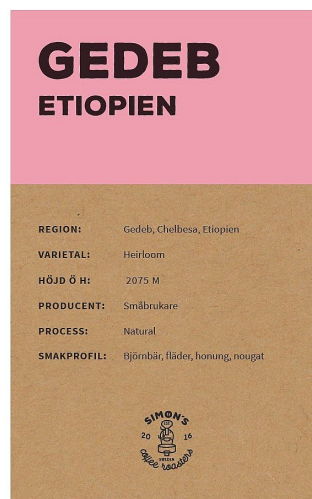 GEDEB
ETIOPIEN
REGION: Gedeb, Chelbesa, Etiopien
VARIETAL: Heirloom
HÖJD Ö H: 2075 M
PRODUCENT: Småbrukare
PROCESS: Natural
SMAKPROFIL: Björnbär, fläder, honung, nougat
SIMON'S
20 16
coffee roasters